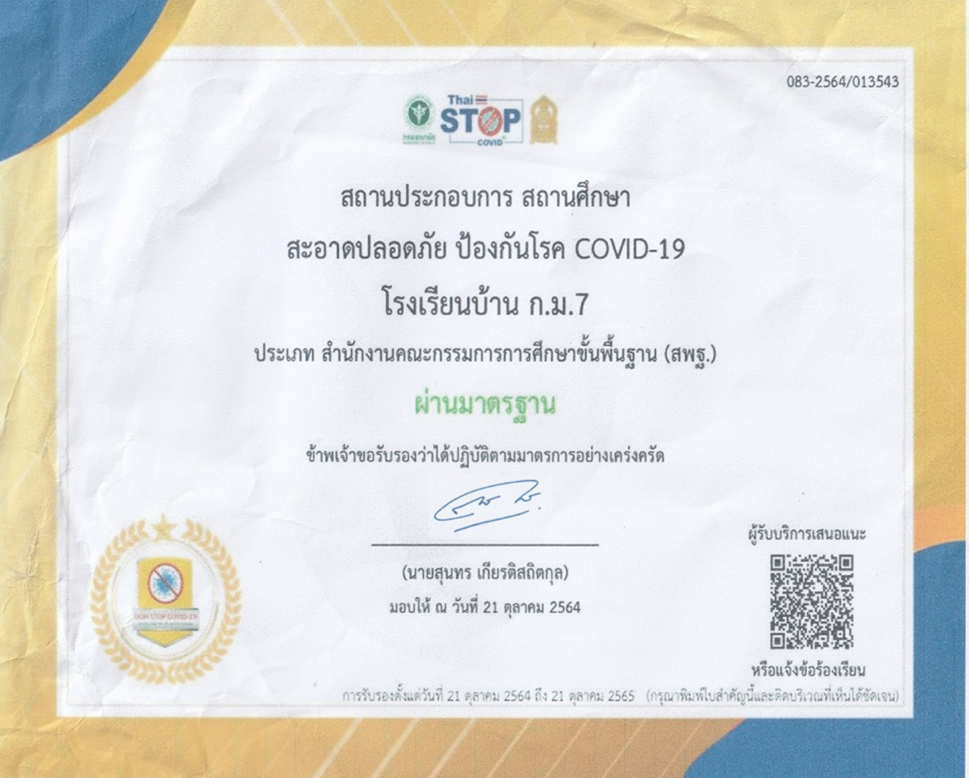 083-2564/013543
กรมอนามัย
Thai
STOP
COVID
สถานประกอบการ สถานศึกษา
สะอาดปลอดภัย ป้องกันโรค COVID-19
โรงเรียนบ้าน ก.ม.7
ประเภท สำนักงานคณะกรรมการการศึกษาขั้นพื้นฐาน (สพฐ.)
ผ่านมาตรฐาน
ข้าพเจ้าขอรับรองว่าได้ปฏิบัติตามมาตรการอย่างเคร่งครัด
(นายสุนทร เกียรติสถิตกุล)
มอบให้ ณ วันที่ 21 ตุลาคม 2564
ผู้รับบริการเสนอแนะ
หรือแจ้งข้อร้องเรียน
DOH STOP COVID-19
การรับรองตั้งแต่วันที่ 21 ตุลาคม 2564 ถึง 21 ตุลาคม 2565 (กรุณาพิมพ์ใบสำคัญนี้และติดบริเวณที่เห็นได้ชัดเจน)